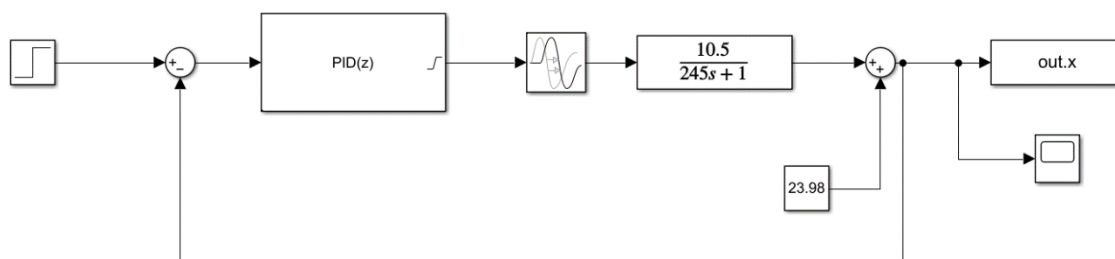 +
−
PID(z)
10.5
245s + 1
+
+
out.x
23.98